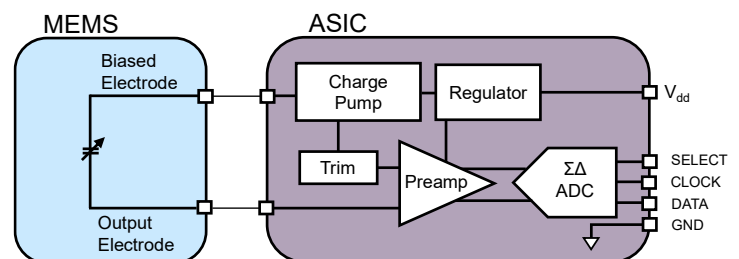 MEMS
ASIC
Biased
Electrode
Charge
Pump
Regulator
Vdd
Trim
Preamp
ΣΔ
ADC
SELECT
CLOCK
DATA
GND
Output
Electrode